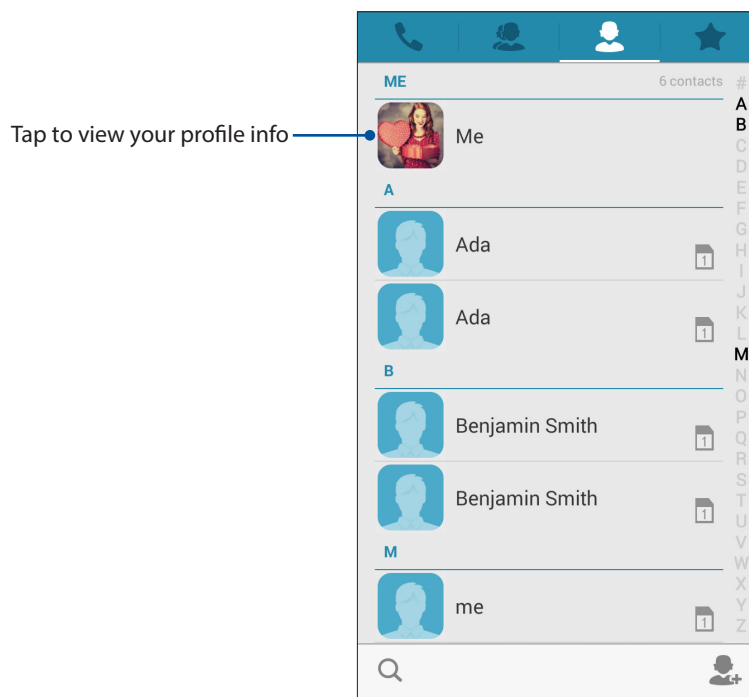 ME 6 contacts
Tap to view your profile info
Me
A
Ada
1
Ada
1
B
Benjamin Smith
1
Benjamin Smith
1
M
me
1
#
A
B
C
D
E
F
G
H
I
J
K
L
M
N
O
P
Q
R
S
T
U
V
W
X
Y
Z